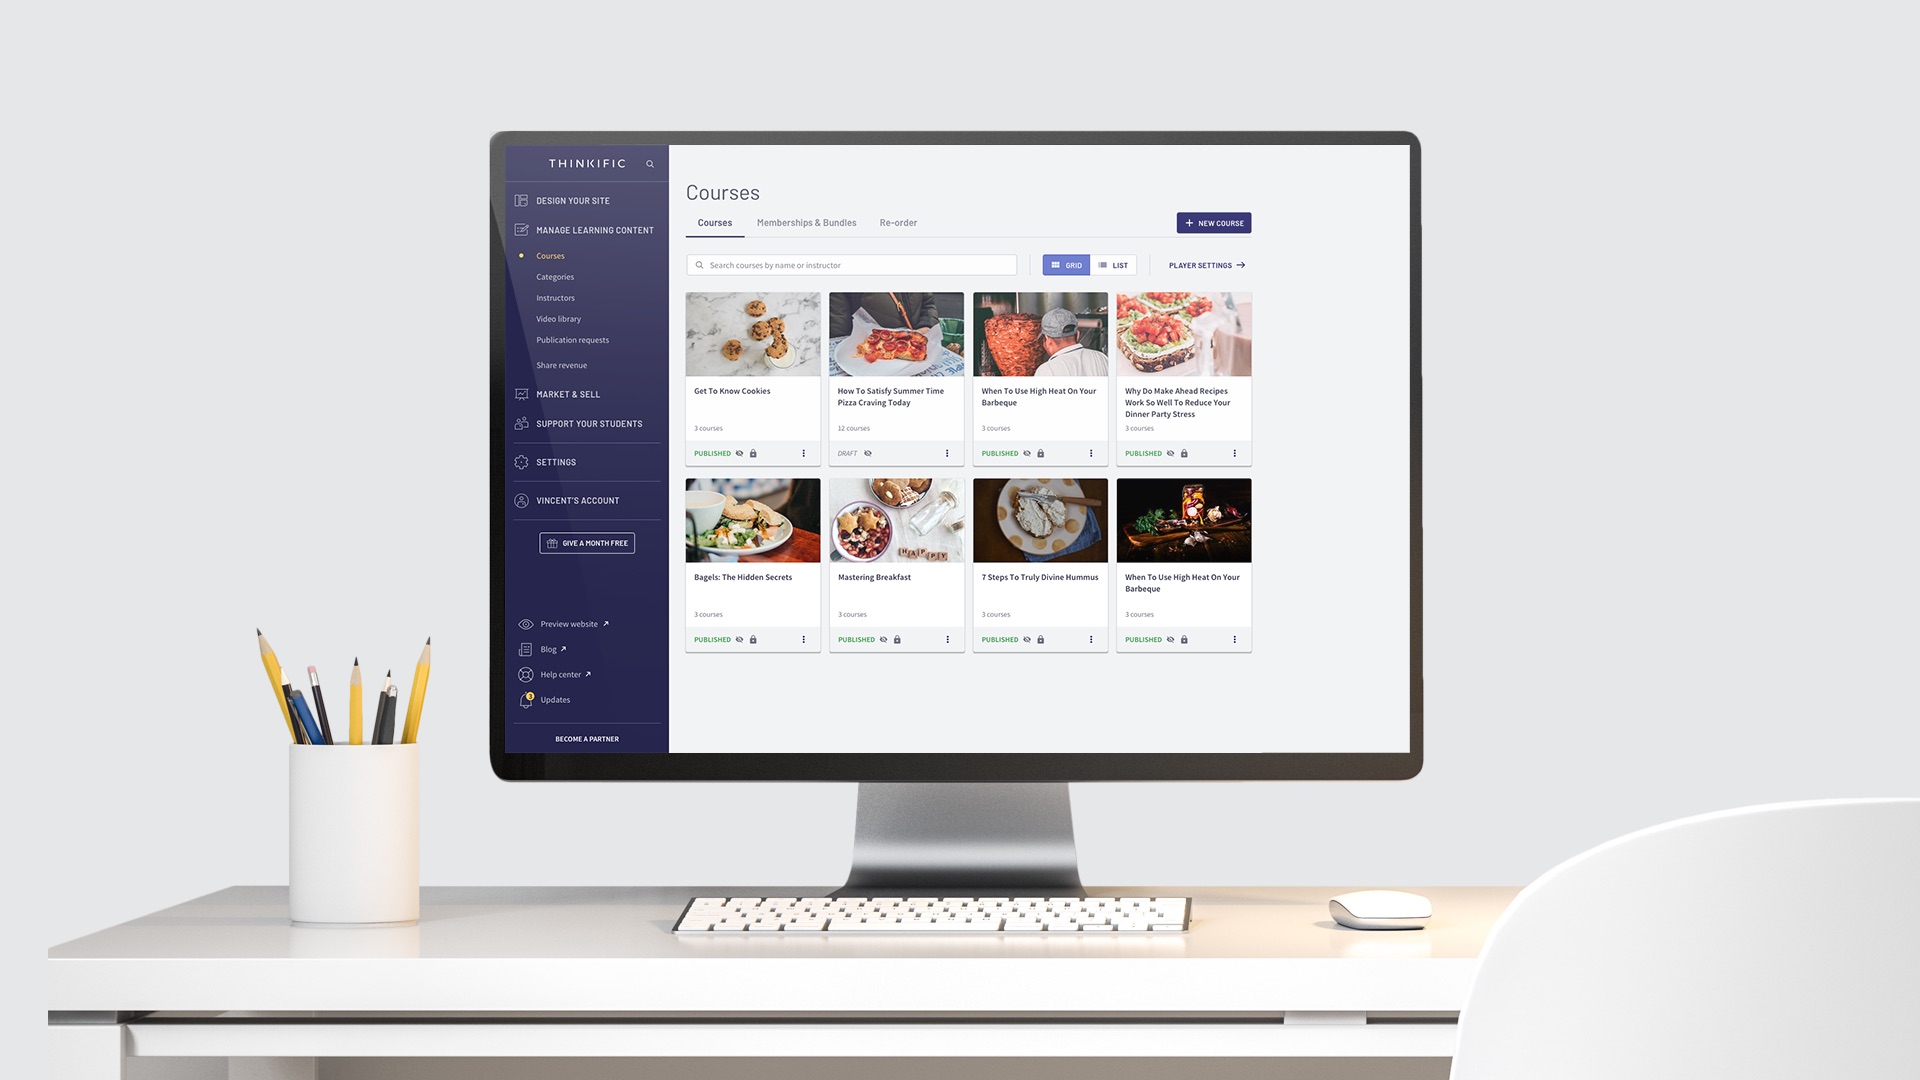 THINKIFIC
DESIGN YOUR SITE
MANAGE LEARNING CONTENT
Courses
Categories
Instructors
Video library
Publication requests
Share revenue
MARKET & SELL
SUPPORT YOUR STUDENTS
SETTINGS
VINCENT'S ACCOUNT
GIVE A MONTH FREE
Preview website
Blog
Help center
3
Updates
BECOME A PARTNER
Courses
Courses Memberships & Bundles Re-order
+ NEW COURSE
Search courses by name or instructor
GRID LIST
PLAYER SETTINGS
Get To Know Cookies
3 courses
PUBLISHED
How To Satisfy Summer Time
Pizza Craving Today
12 courses
DRAFT
When To Use High Heat On Your
Barbeque
3 courses
PUBLISHED
Why Do Make Ahead Recipes
Work So Well To Reduce Your
Dinner Party Stress
3 courses
PUBLISHED
Bagels: The Hidden Secrets
3 courses
PUBLISHED
HAPPY
Mastering Breakfast
3 courses
PUBLISHED
7 Steps To Truly Divine Hummus
3 courses
PUBLISHED
When To Use High Heat On Your
Barbeque
3 courses
PUBLISHED